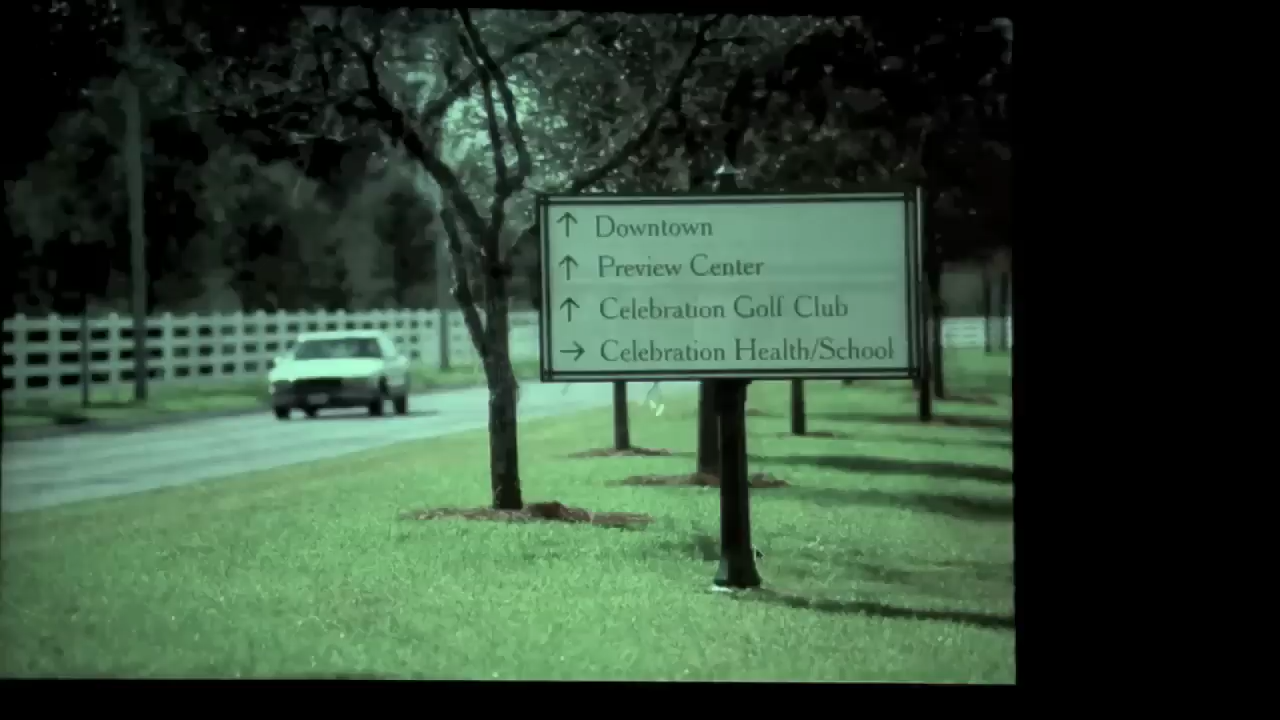 ↑ Downtown
↑ Preview Center
↑ Celebration Golf Club
→ Celebration Health/School